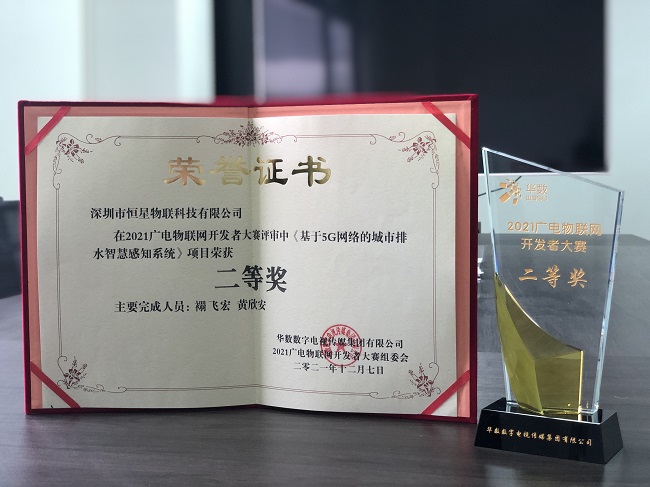 荣誉证书
深圳市恒星物联科技有限公司
在2021广电物联网开发者大赛评审中《基于5G网络的城市排
水智慧感知系统》项目荣获
二等奖
主要完成人员：禤飞宏 黄欣安
华数数字电视传媒集团有限公司
2021广电物联网开发者大赛组委会
二〇二一年十二月七日
华数
2021广电物联网
开发者大赛
二等奖
华数数字电视传媒集团有限公司